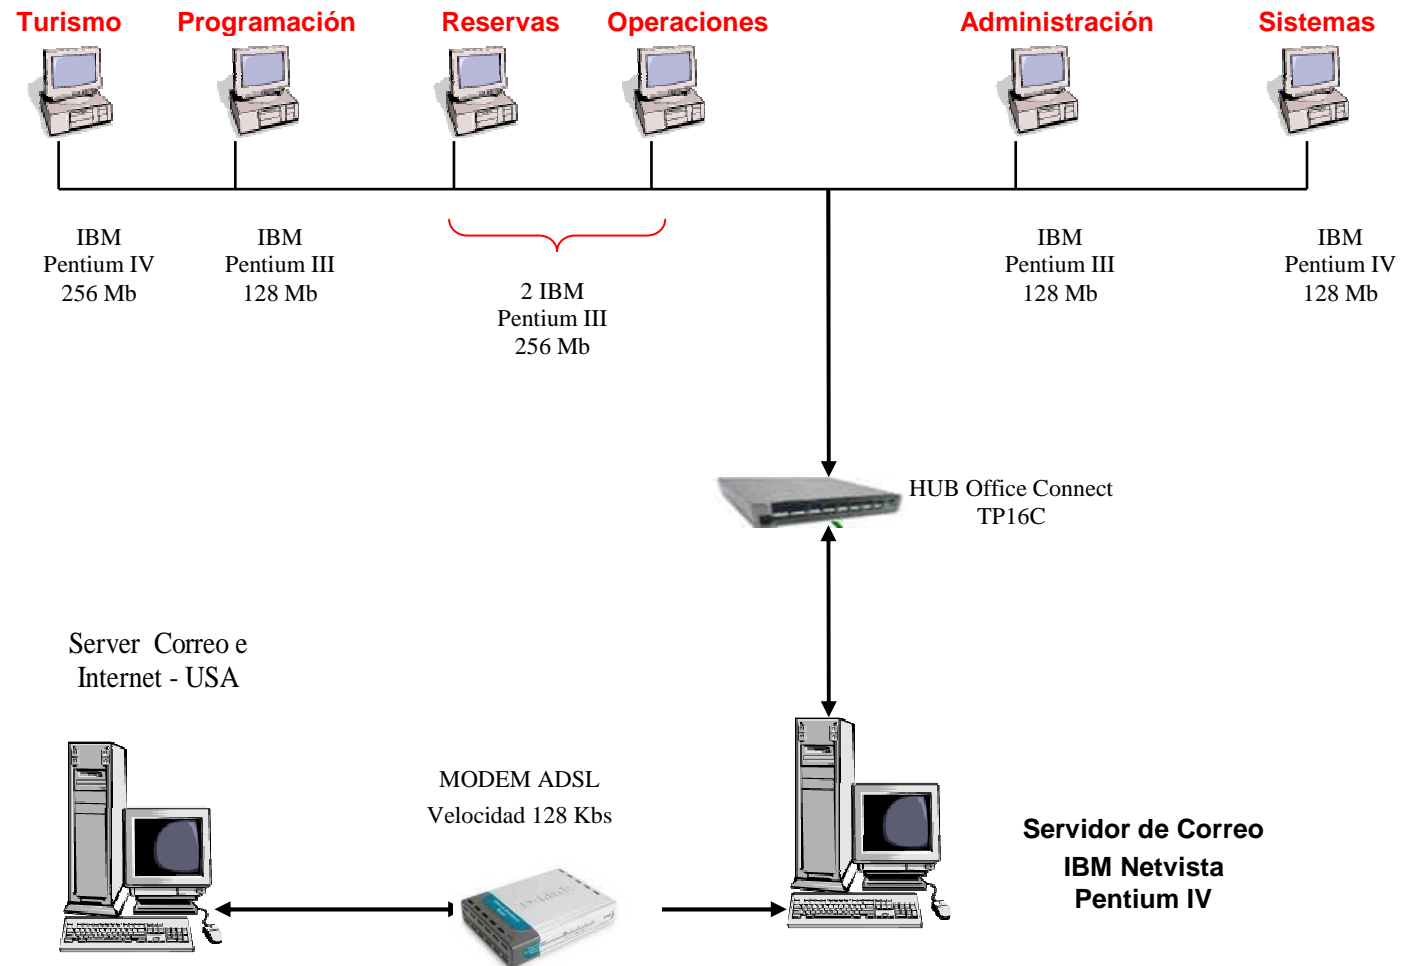 Turismo
Programación
Reservas
Operaciones
Administración
Sistemas
IBM
Pentium IV
256 Mb
IBM
Pentium III
128 Mb
2 IBM
Pentium III
256 Mb
IBM
Pentium III
128 Mb
IBM
Pentium IV
128 Mb
HUB Office Connect
TP16C
Server Correo e
Internet - USA
MODEM ADSL
Velocidad 128 Kbs
D-Link
Servidor de Correo
IBM Netvista
Pentium IV